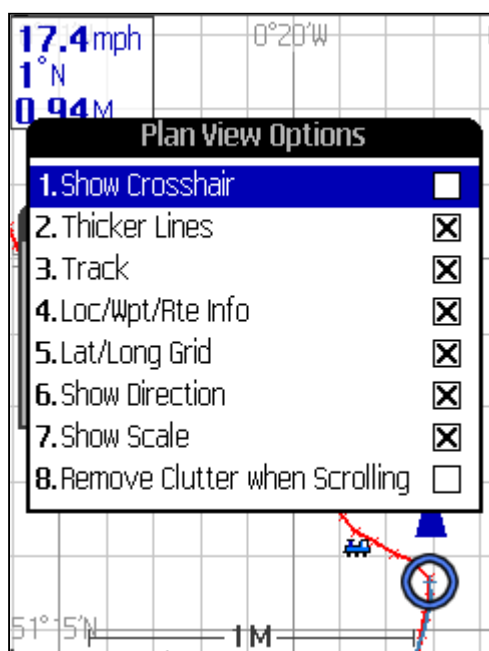 17.4mph
0°20'W
1°N
0.94M
Plan View Options
1.Show Crosshair
2.Thicker Lines
3.Track
4.Loc/Wpt/Rte Info
5.Lat/Long Grid
6.Show Direction
7.Show Scale
8.Remove Clutter when Scrolling
51°15'N
1M